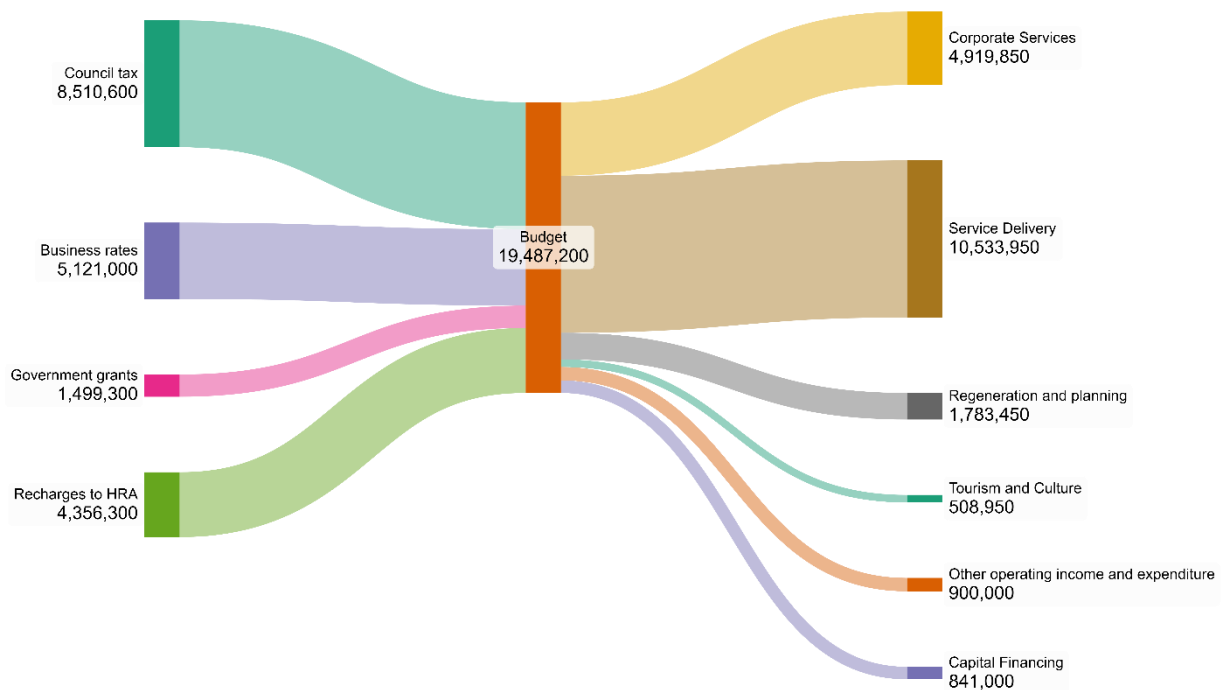 Council tax
8,510,600
Business rates
5,121,000
Government grants
1,499,300
Recharges to HRA
4,356,300
Budget
19,487,200
Corporate Services
4,919,850
Service Delivery
10,533,950
Regeneration and planning
1,783,450
Tourism and Culture
508,950
Other operating income and expenditure
900,000
Capital Financing
841,000